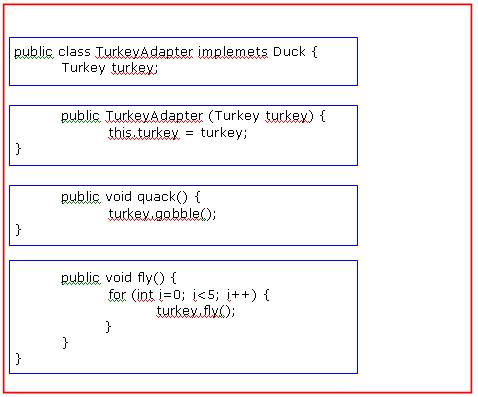 public class TurkeyAdapter implemets Duck {
Turkey turkey;
public TurkeyAdapter (Turkey turkey) {
this.turkey = turkey;
}
public void quack() {
turkey.gobble();
}
public void fly() {
for (int i=0; i<5; i++) {
turkey.fly();
}
}
}